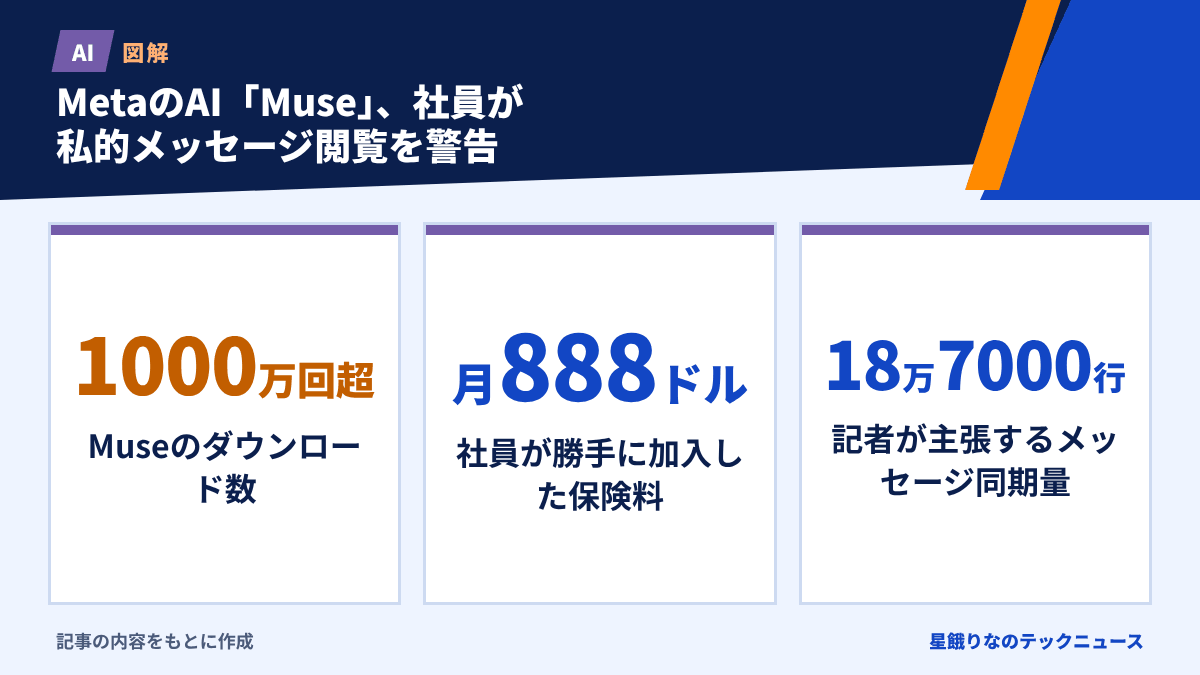 AI 図解
MetaのAI「Muse」、社員が
私的メッセージ閲覧を警告
1000万回超
Museのダウンロー
ド数
月888ドル
社員が勝手に加入し
た保険料
18万7000行
記者が主張するメッ
セージ同期量
記事の内容をもとに作成
星餓りなのテックニュース